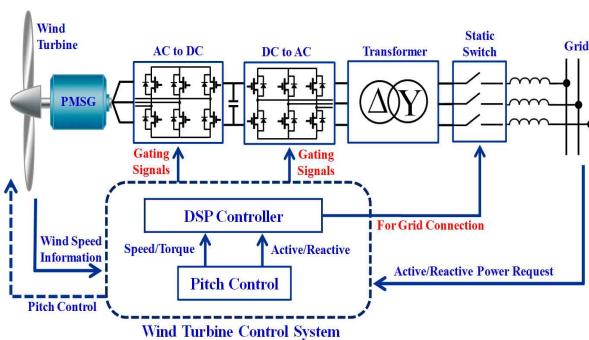 Wind
Turbine
AC to DC
DC to AC
Transformer
Static
Switch
Grid
PMSG
Δ Y
Gating
Signals
Gating
Signals
DSP Controller
For Grid Connection
Wind Speed
Information
Speed/Torque
Active/Reactive
Active/Reactive Power Request
Pitch Control
Pitch Control
Wind Turbine Control System